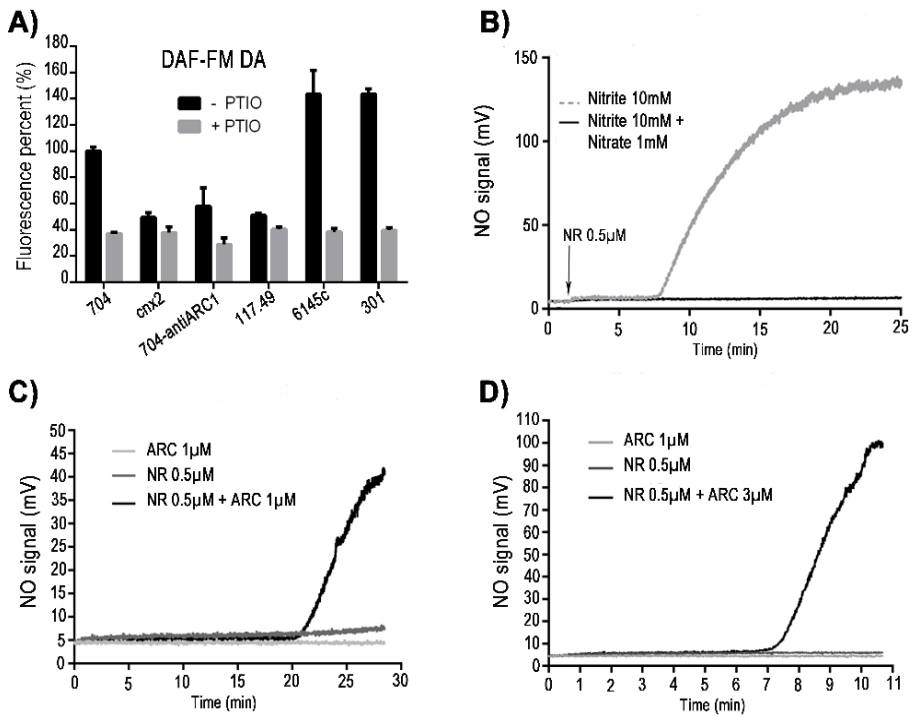 A)
DAF-FM DA
- PTIO
+ PTIO
Fluorescence percent (%)
180
160
140
120
100
80
60
40
20
0
704
cnx2
704-antiARC1
117.49
6145c
301
B)
Nitrite 10mM
Nitrite 10mM +
Nitrate 1mM
NR 0.5µM
NO signal (mV)
150
100
50
0
0
5
10
15
20
25
Time (min)
C)
ARC 1µM
NR 0.5µM
NR 0.5µM + ARC 1µM
NO signal (mV)
50
45
40
35
30
25
20
15
10
5
0
0
5
10
15
20
25
30
Time (min)
D)
ARC 1µM
NR 0.5µM
NR 0.5µM + ARC 3µM
NO signal (mV)
110
100
90
80
70
60
50
40
30
20
10
0
0
1
2
3
4
5
6
7
8
9
10
11
Time (min)